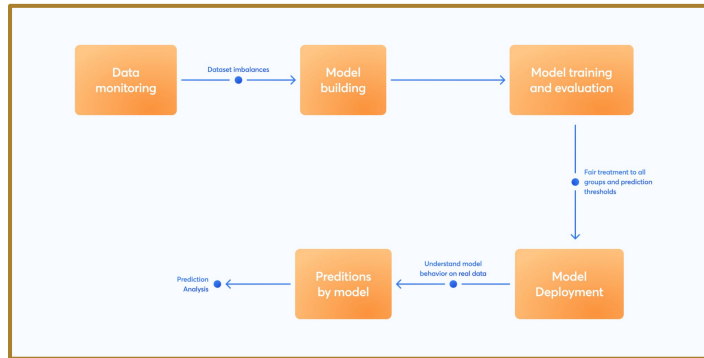 Data
monitoring
Dataset imbalances
Model
building
Model training
and evaluation
Fair treatment to all
groups and prediction
thresholds
Model
Deployment
Understand model
behavior on real data
Preditions
by model
Prediction
Analysis